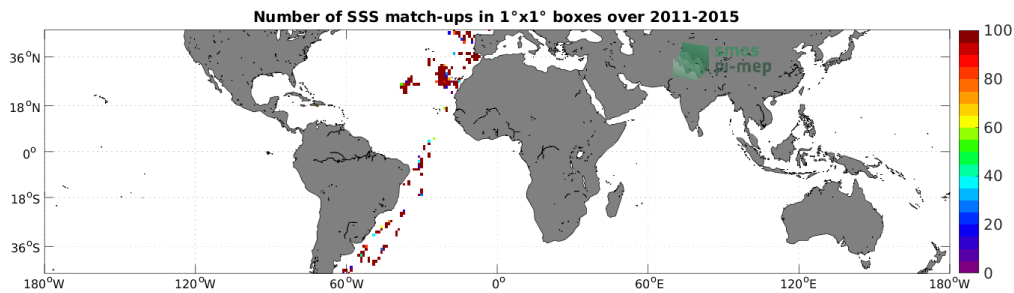 Number of SSS match-ups in 1°x1° boxes over 2011-2015
smos
pi-mep
36°N
18°N
0°
18°S
36°S
180°W
120°W
60°W
0°E
60°E
120°E
180°W
100
80
60
40
20
0